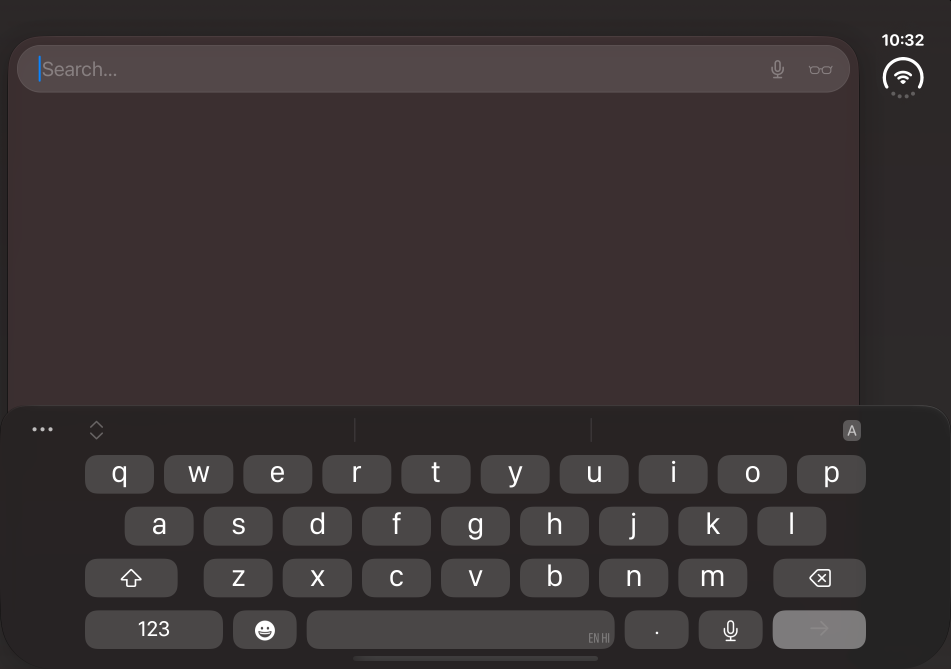 10:32
Search...
A
q w e r t y u i o p
a s d f g h j k l
z x c v b n m
123 EN HI .